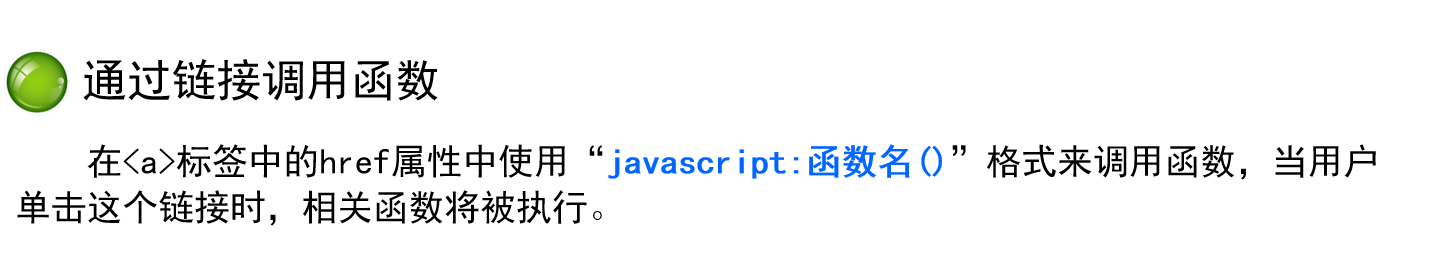 通过链接调用函数
在<a>标签中的href属性中使用“javascript:函数名()”格式来调用函数，当用户
单击这个链接时，相关函数将被执行。